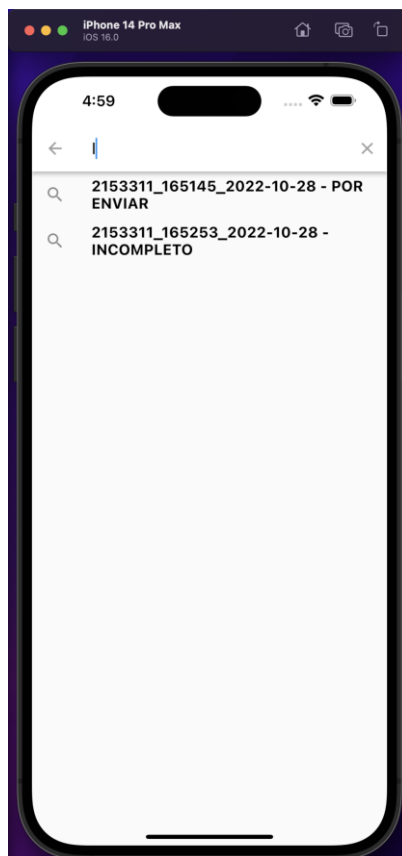 iPhone 14 Pro Max
iOS 16.0
4:59
I
2153311_165145_2022-10-28 - POR
ENVIAR
2153311_165253_2022-10-28 -
INCOMPLETO